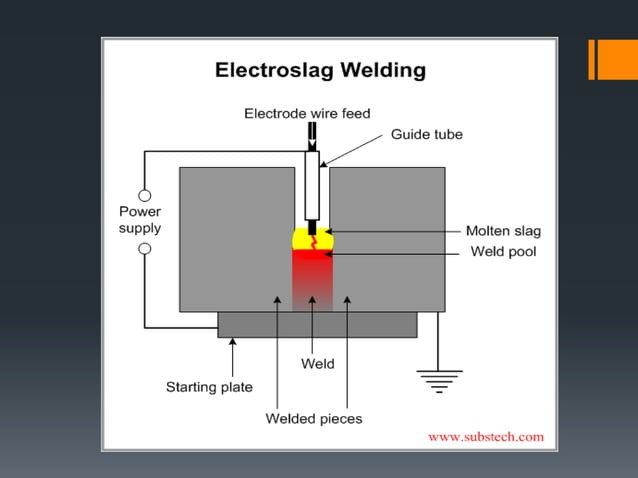 Electroslag Welding
Electrode wire feed
Guide tube
Power
supply
Molten slag
Weld pool
Weld
Starting plate
Welded pieces
www.substech.com